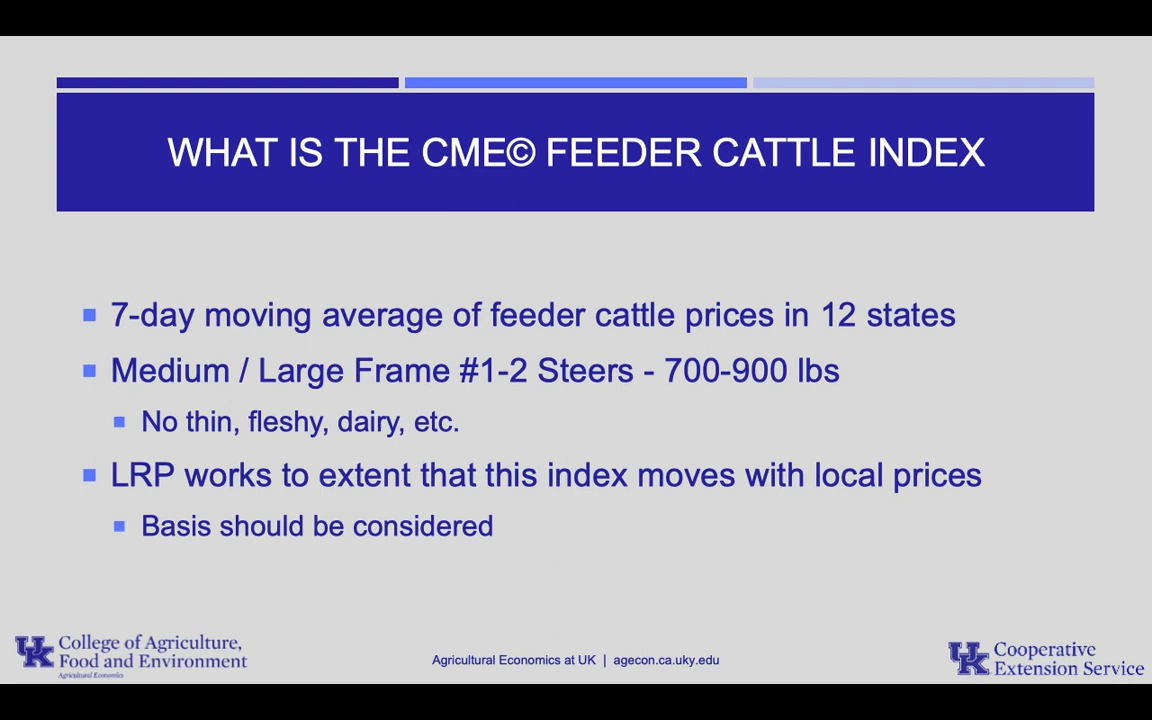 WHAT IS THE CME© FEEDER CATTLE INDEX
7-day moving average of feeder cattle prices in 12 states
Medium / Large Frame #1-2 Steers - 700-900 lbs
No thin, fleshy, dairy, etc.
LRP works to extent that this index moves with local prices
Basis should be considered
UK College of Agriculture,
Food and Environment
Agricultural Economics
Agricultural Economics at UK | agecon.ca.uky.edu
UK Cooperative
Extension Service